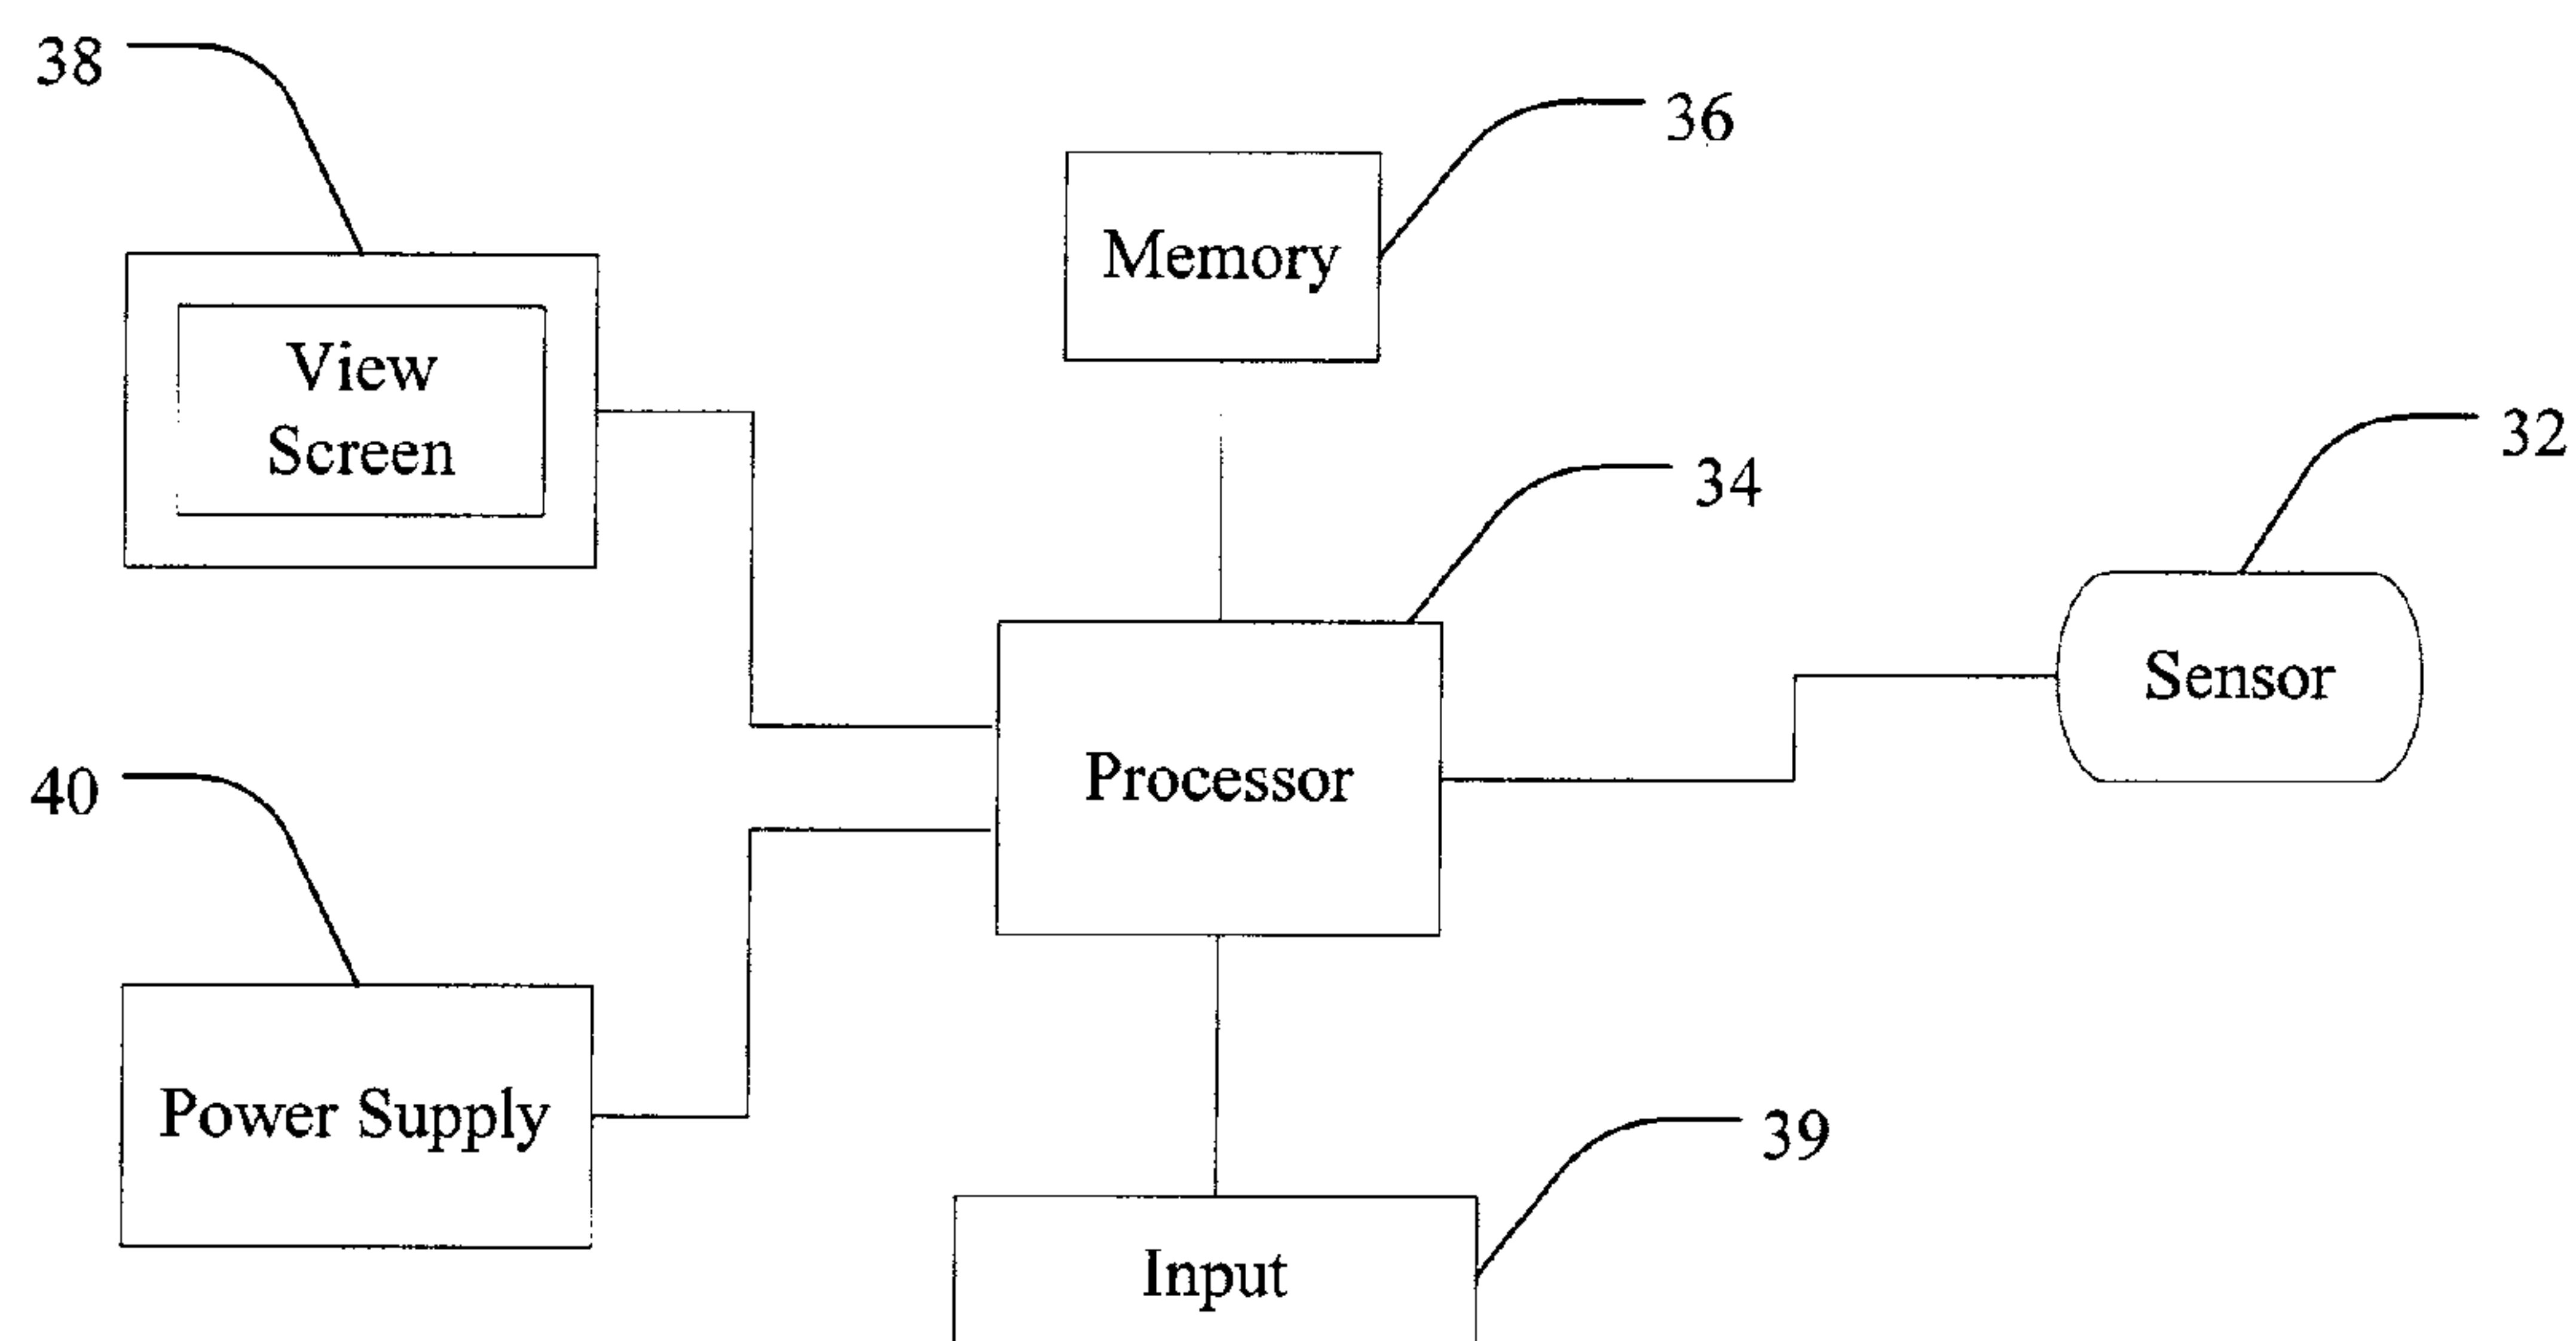 38
36
Memory
View
Screen
32
34
Sensor
Processor
40
Power Supply
39
Input